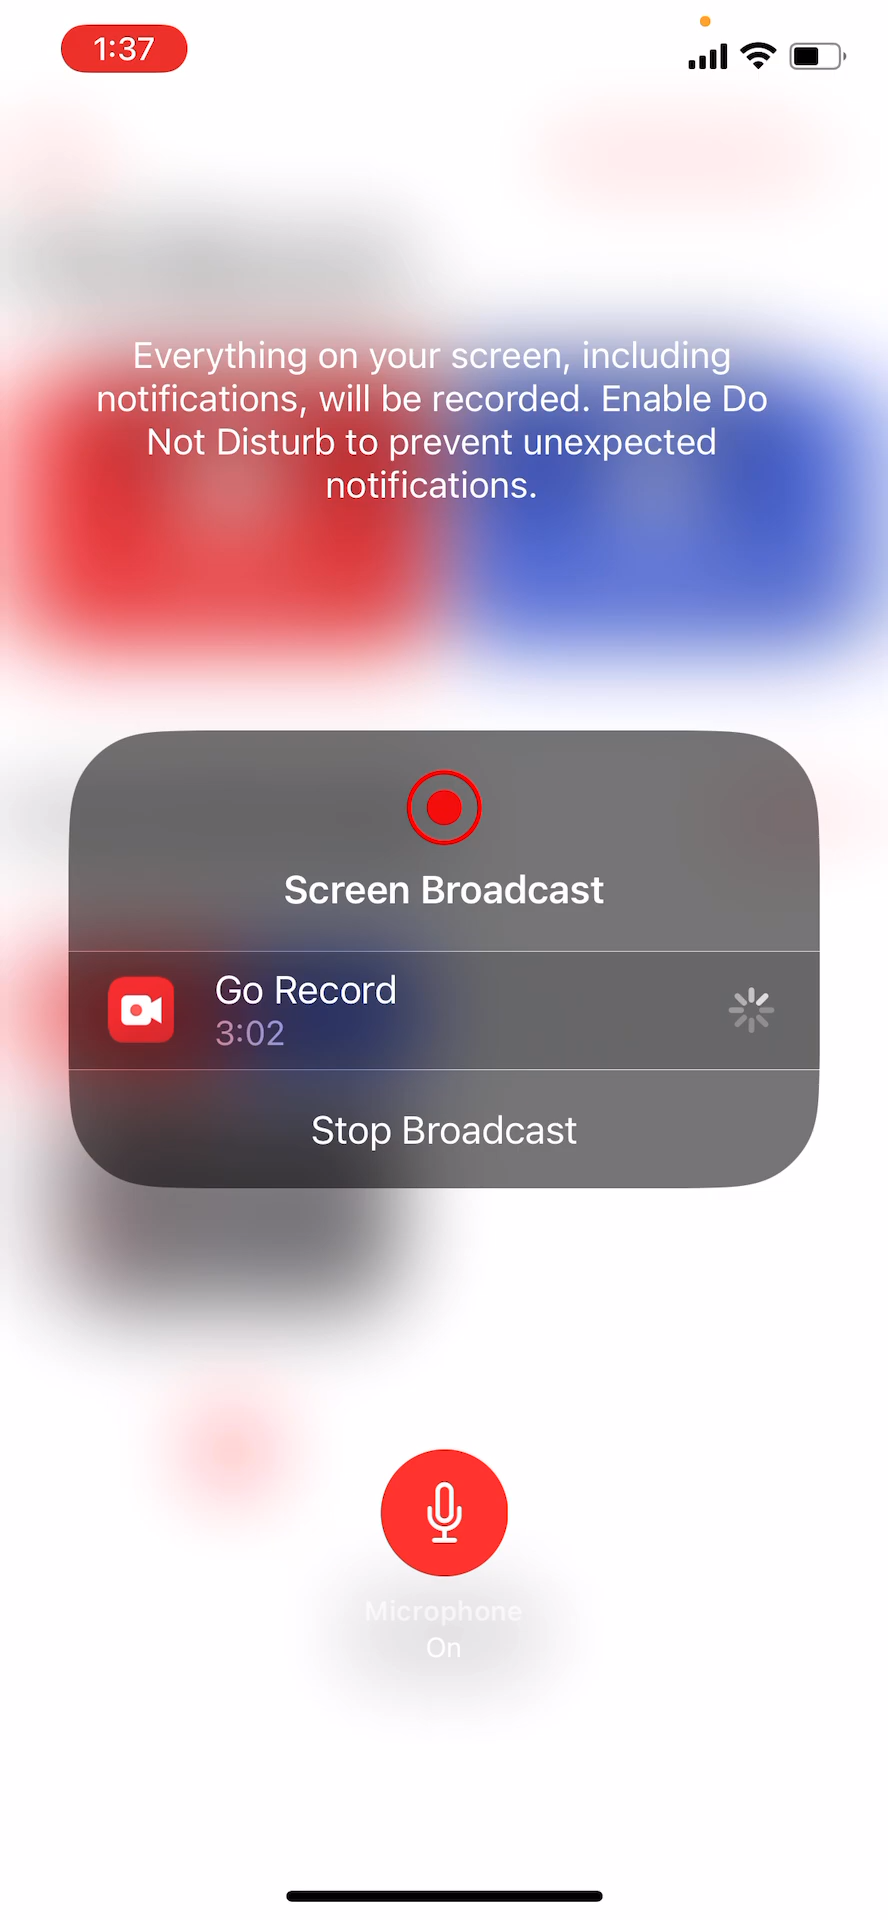 1:37
Everything on your screen, including
notifications, will be recorded. Enable Do
Not Disturb to prevent unexpected
notifications.
Screen Broadcast
Go Record
3:02
Stop Broadcast
Microphone
On